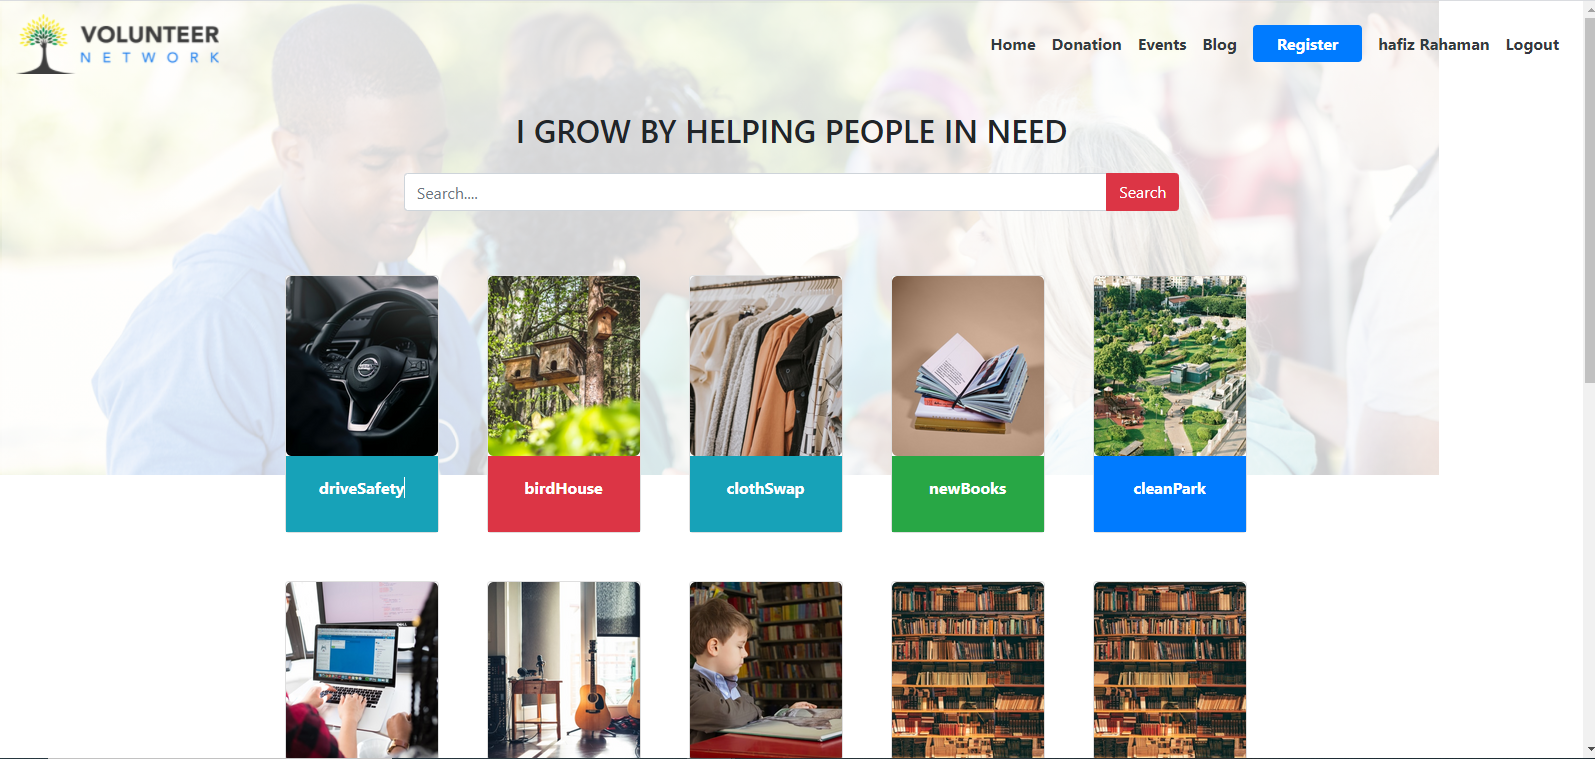 VOLUNTEER
NETWORK
Home Donation Events Blog Register hafiz Rahaman Logout
I GROW BY HELPING PEOPLE IN NEED
Search.... Search
driveSafety birdHouse clothSwap newBooks cleanPark